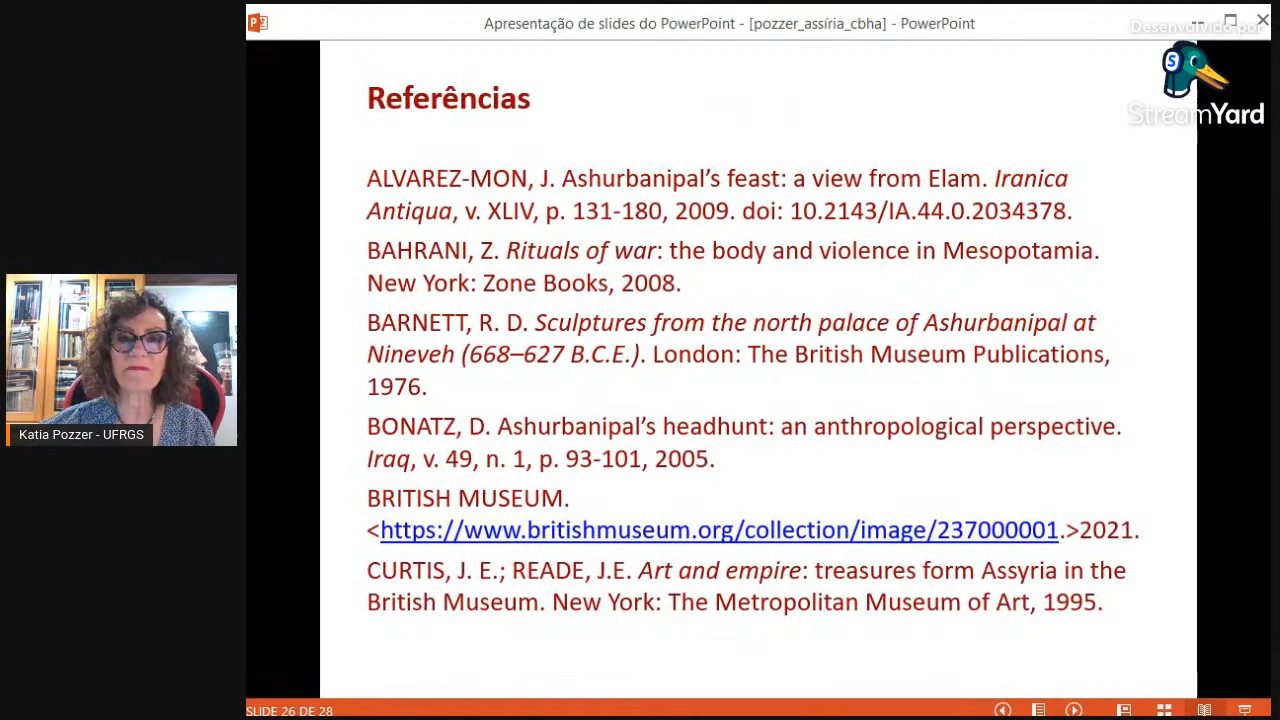 Apresentação de slides do PowerPoint - [pozzer_assíria_cbha] - PowerPoint
Desenvolvido por
StreamYard
Referências
ALVAREZ-MON, J. Ashurbanipal’s feast: a view from Elam. Iranica
Antiqua, v. XLIV, p. 131-180, 2009. doi: 10.2143/IA.44.0.2034378.
BAHRANI, Z. Rituals of war: the body and violence in Mesopotamia.
New York: Zone Books, 2008.
BARNETT, R. D. Sculptures from the north palace of Ashurbanipal at
Nineveh (668–627 B.C.E.). London: The British Museum Publications,
1976.
BONATZ, D. Ashurbanipal’s headhunt: an anthropological perspective.
Iraq, v. 49, n. 1, p. 93-101, 2005.
BRITISH MUSEUM.
<https://www.britishmuseum.org/collection/image/237000001.>2021.
CURTIS, J. E.; READE, J.E. Art and empire: treasures form Assyria in the
British Museum. New York: The Metropolitan Museum of Art, 1995.
Katia Pozzer - UFRGS
SLIDE 26 DE 28